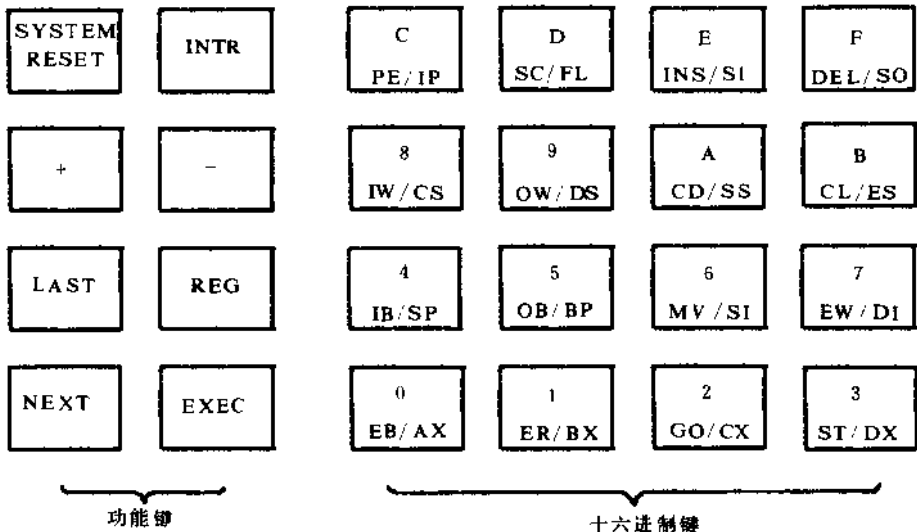 SYSTEM RESET INTR C D E F
PE/IP SC/FL INS/SI DEL/SO
+ - 8 9 A B
IW/CS OW/DS CD/SS CL/ES
LAST REG 4 5 6 7
IB/SP OB/BP MV/SI EW/DI
NEXT EXEC 0 1 2 3
EB/AX ER/BX GO/CX ST/DX
功能键 十六进制键